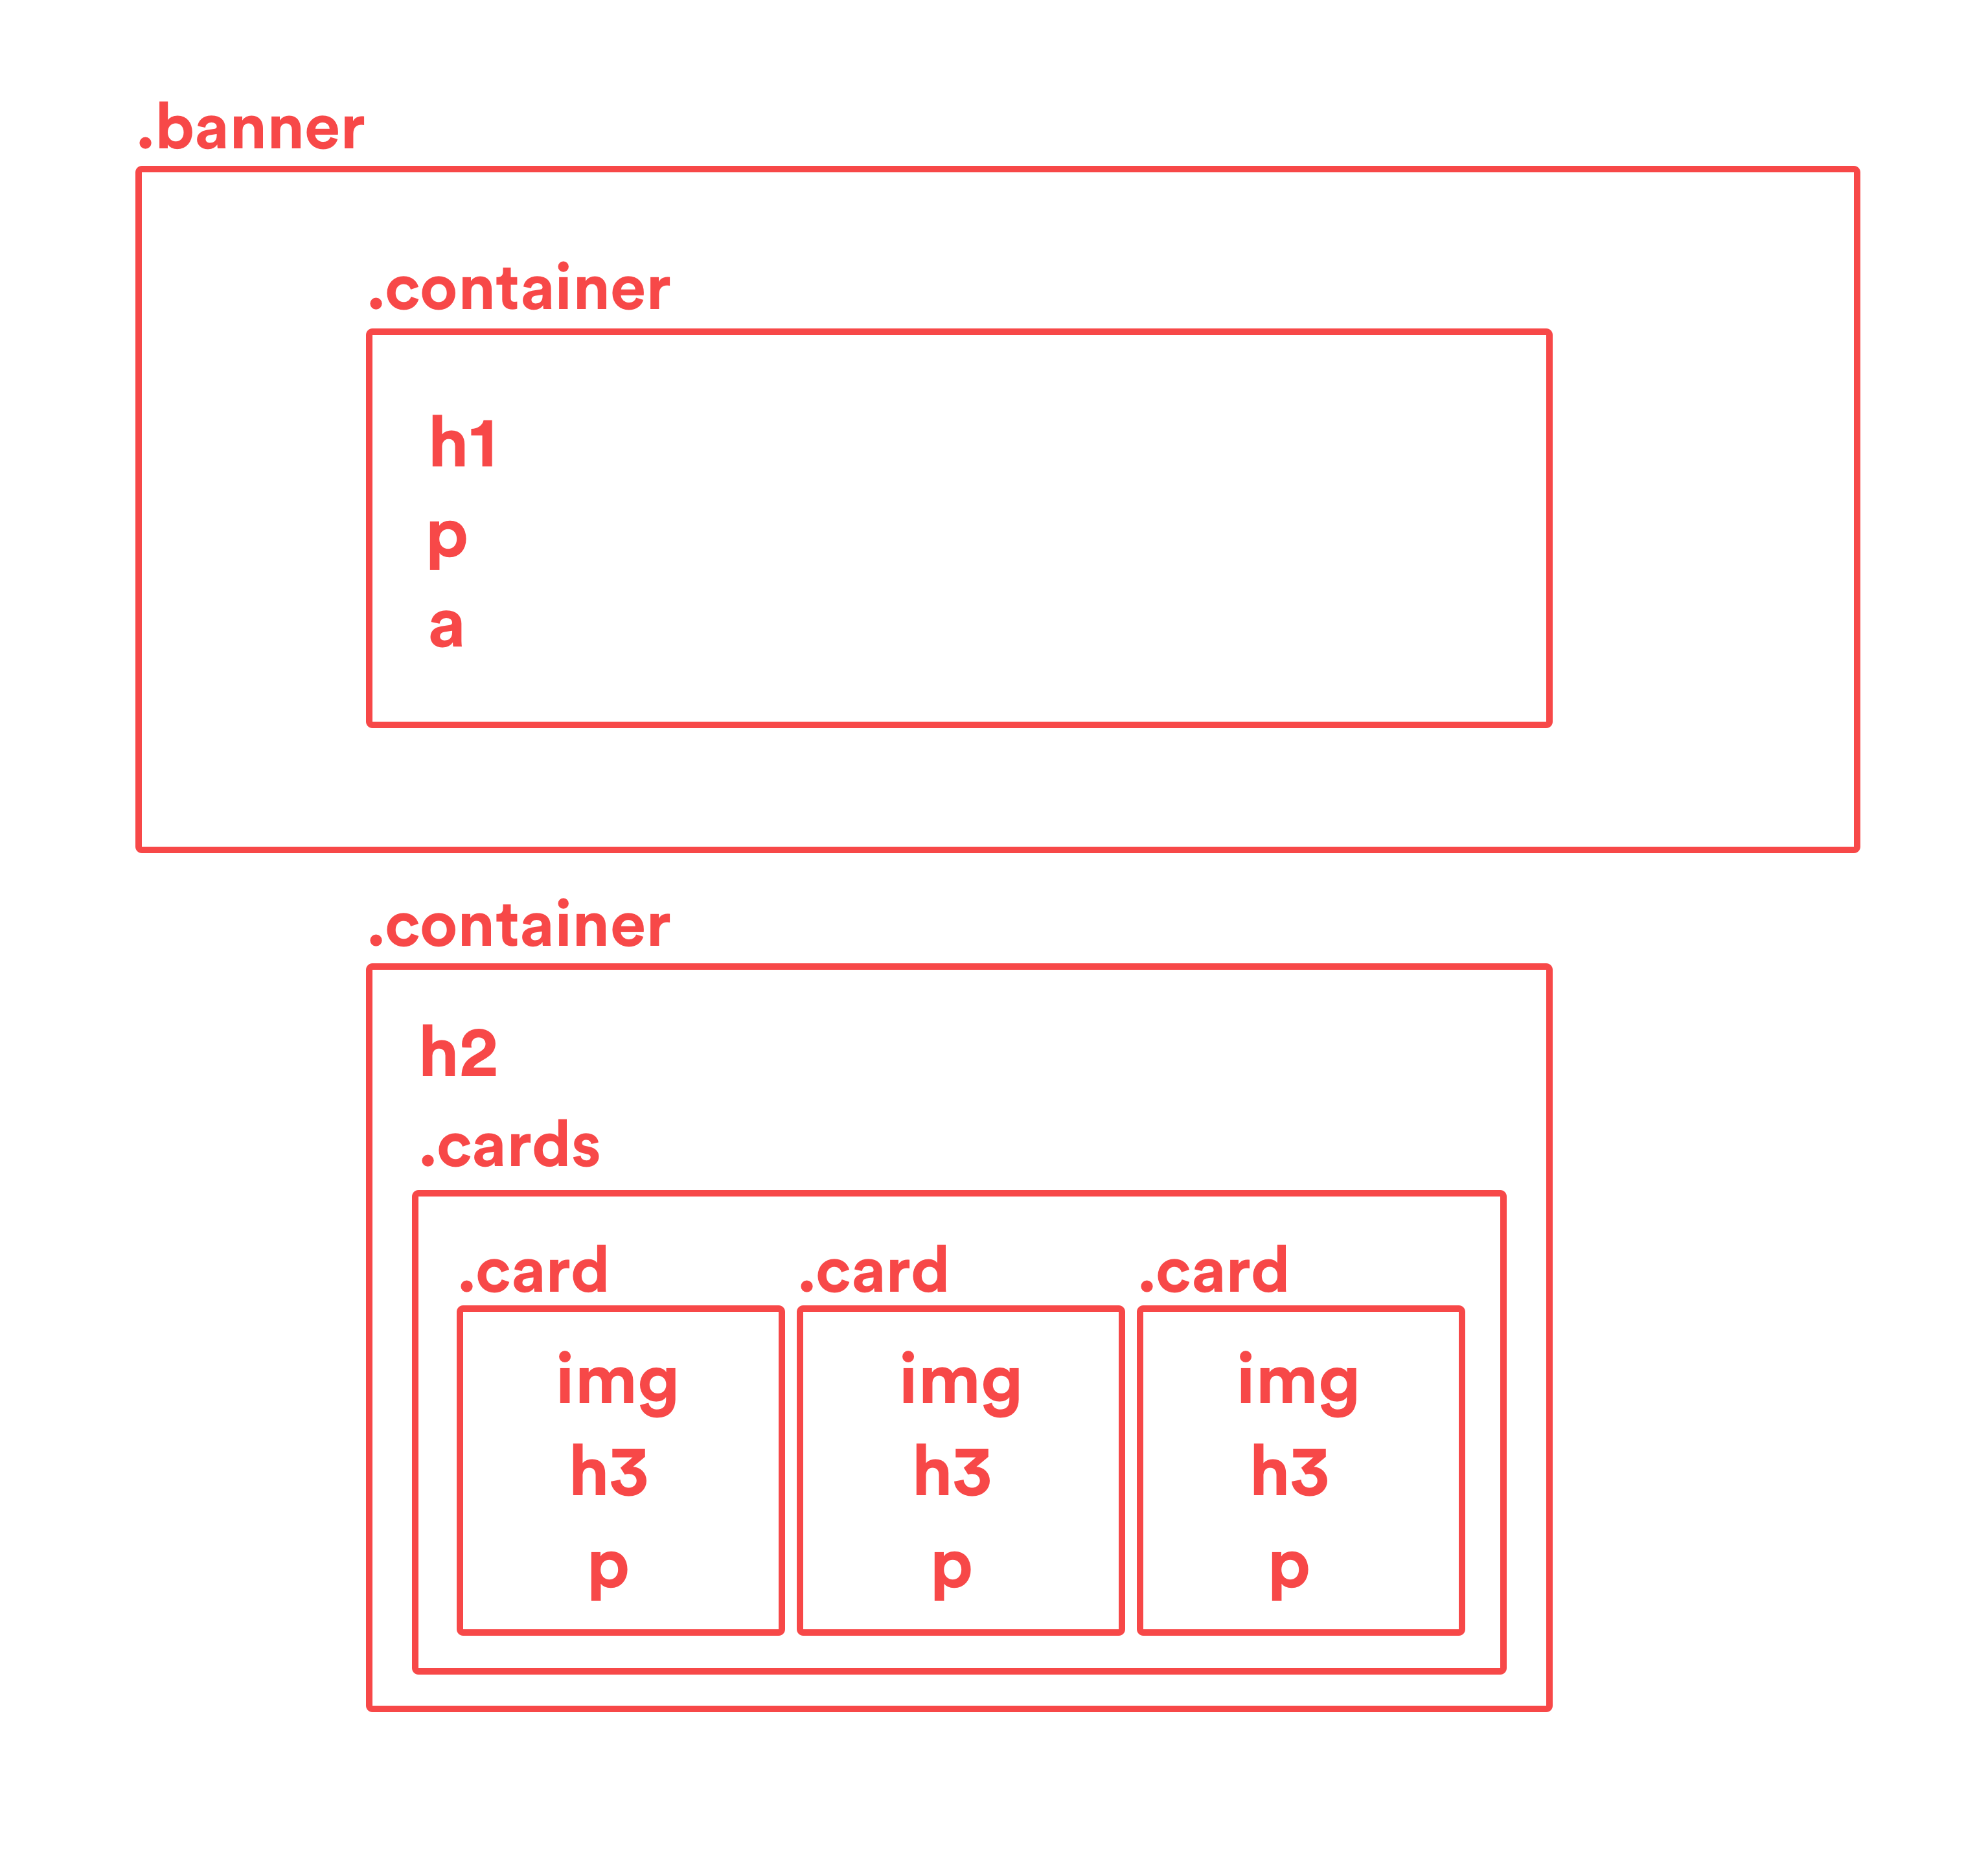 .banner
.container
h1
p
a
.container
h2
.cards
.card .card .card
img img img
h3 h3 h3
p p p